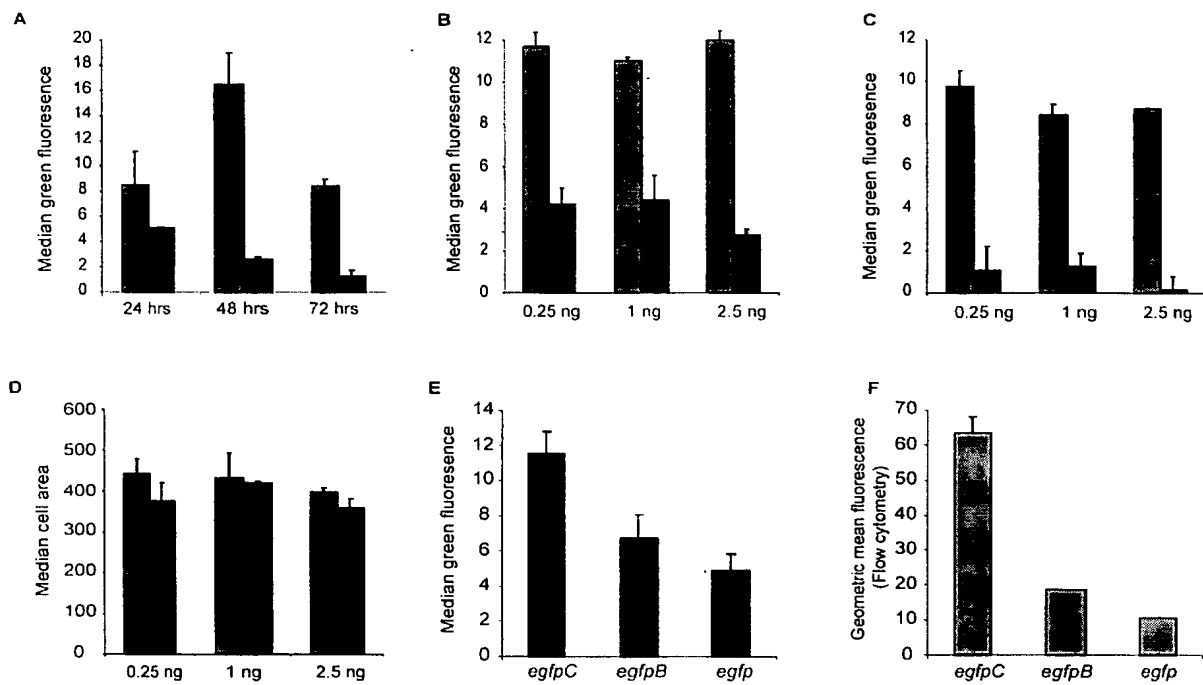 A
Median green fluoresence
20
18
16
14
12
10
8
6
4
2
0
24 hrs 48 hrs 72 hrs
B
Median green fluoresence
12
10
8
6
4
2
0
0.25 ng 1 ng 2.5 ng
C
Median green fluoresence
12
10
8
6
4
2
0
0.25 ng 1 ng 2.5 ng
D
Median cell area
600
500
400
300
200
100
0
0.25 ng 1 ng 2.5 ng
E
Median green fluorescence
14
12
10
8
6
4
2
0
egfpC egfpB egfp
F
Geometric mean fluorescence
(Flow cytometry)
70
60
50
40
30
20
10
0
egfpC egfpB egfp